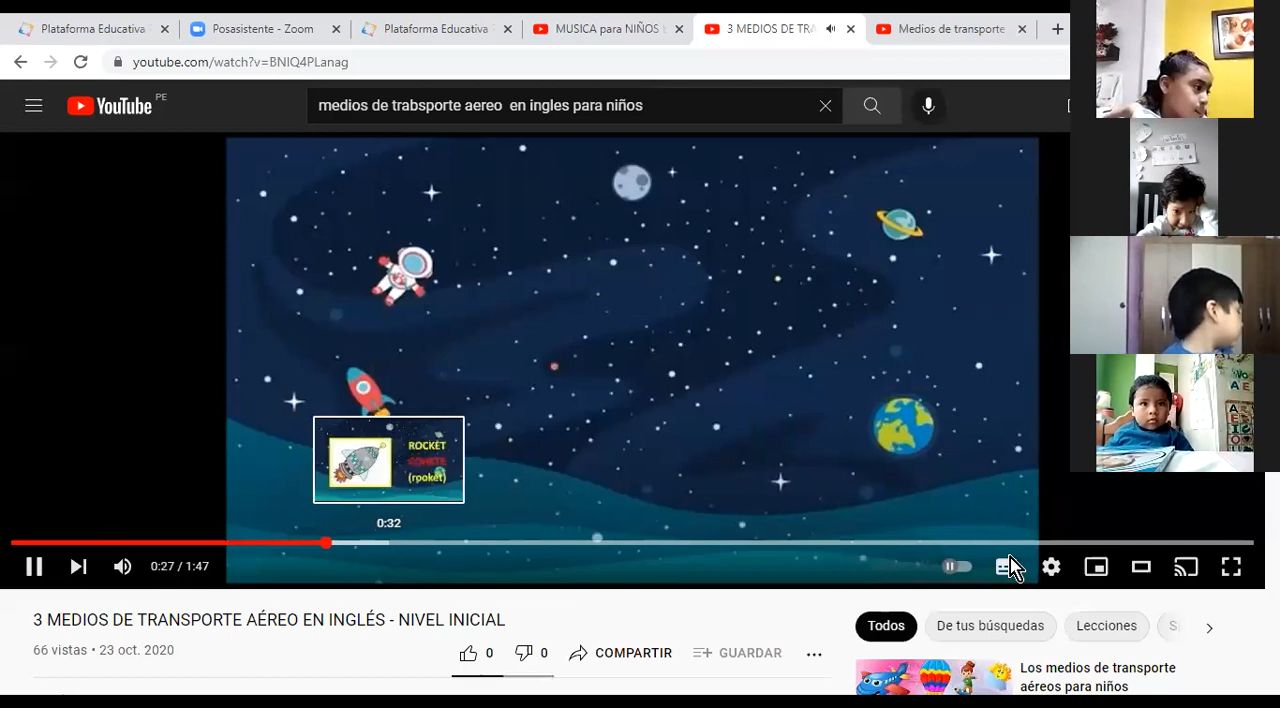 Plataforma Educativa
Posasistente - Zoom
Plataforma Educativa
MUSICA para NIÑOS
3 MEDIOS DE TRA
Medios de transporte
youtube.com/watch?v=BNIQ4PLanag
YouTube PE
medios de trabsporte aereo en ingles para niños
ROCKET
COHETE
(rpoket)
0:32
0:27 / 1:47
3 MEDIOS DE TRANSPORTE AÉREO EN INGLÉS - NIVEL INICIAL
66 vistas • 23 oct. 2020
0
0
COMPARTIR
GUARDAR
Todos
De tus búsquedas
Lecciones
Los medios de transporte
aéreos para niños
A E
A
E I
O U